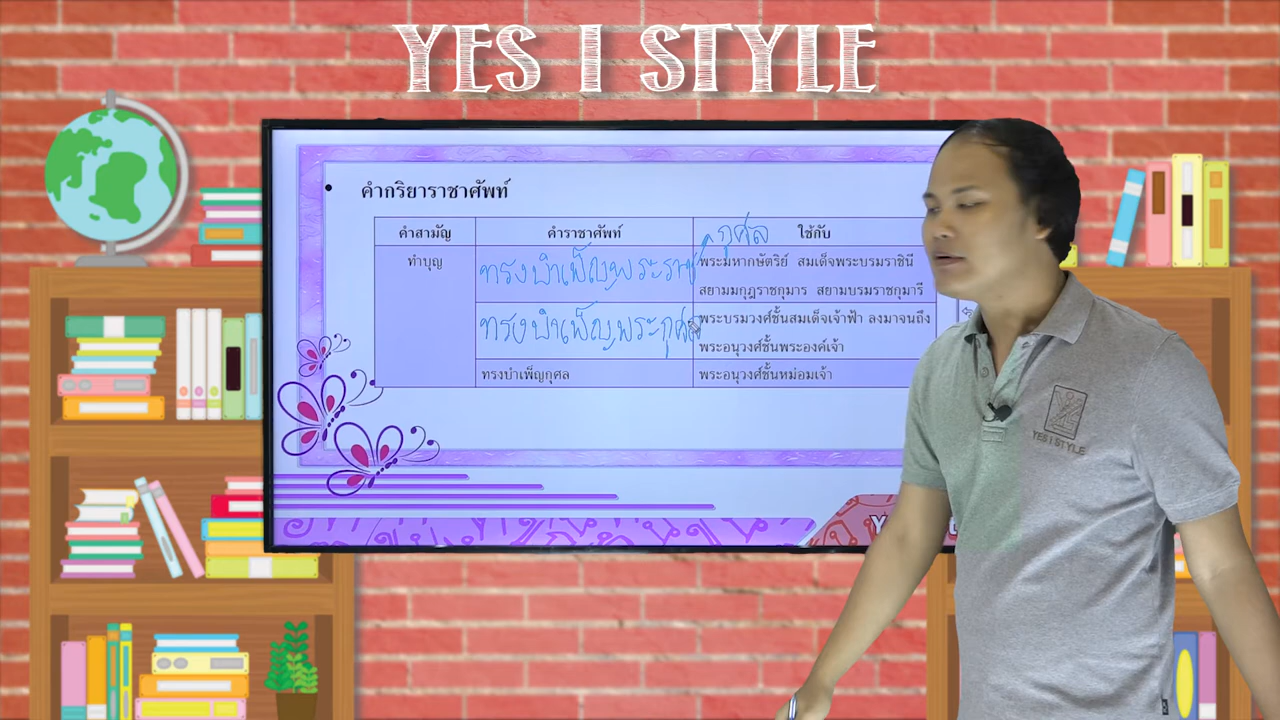 YES I STYLE
คำกริยาราชาศัพท์
คำสามัญ คำราชาศัพท์ ใช้กับ
กุศล
ทำบุญ ทรงบำเพ็ญพระราช พระมหากษัตริย์ สมเด็จพระบรมราชินี
สยามมกุฎราชกุมาร สยามบรมราชกุมารี
ทรงบำเพ็ญพระกุศล พระบรมวงศ์ชั้นสมเด็จเจ้าฟ้า ลงมาจนถึง
พระอนุวงศ์ชั้นพระองค์เจ้า
ทรงบำเพ็ญกุศล พระอนุวงศ์ชั้นหม่อมเจ้า
YES I STYLE